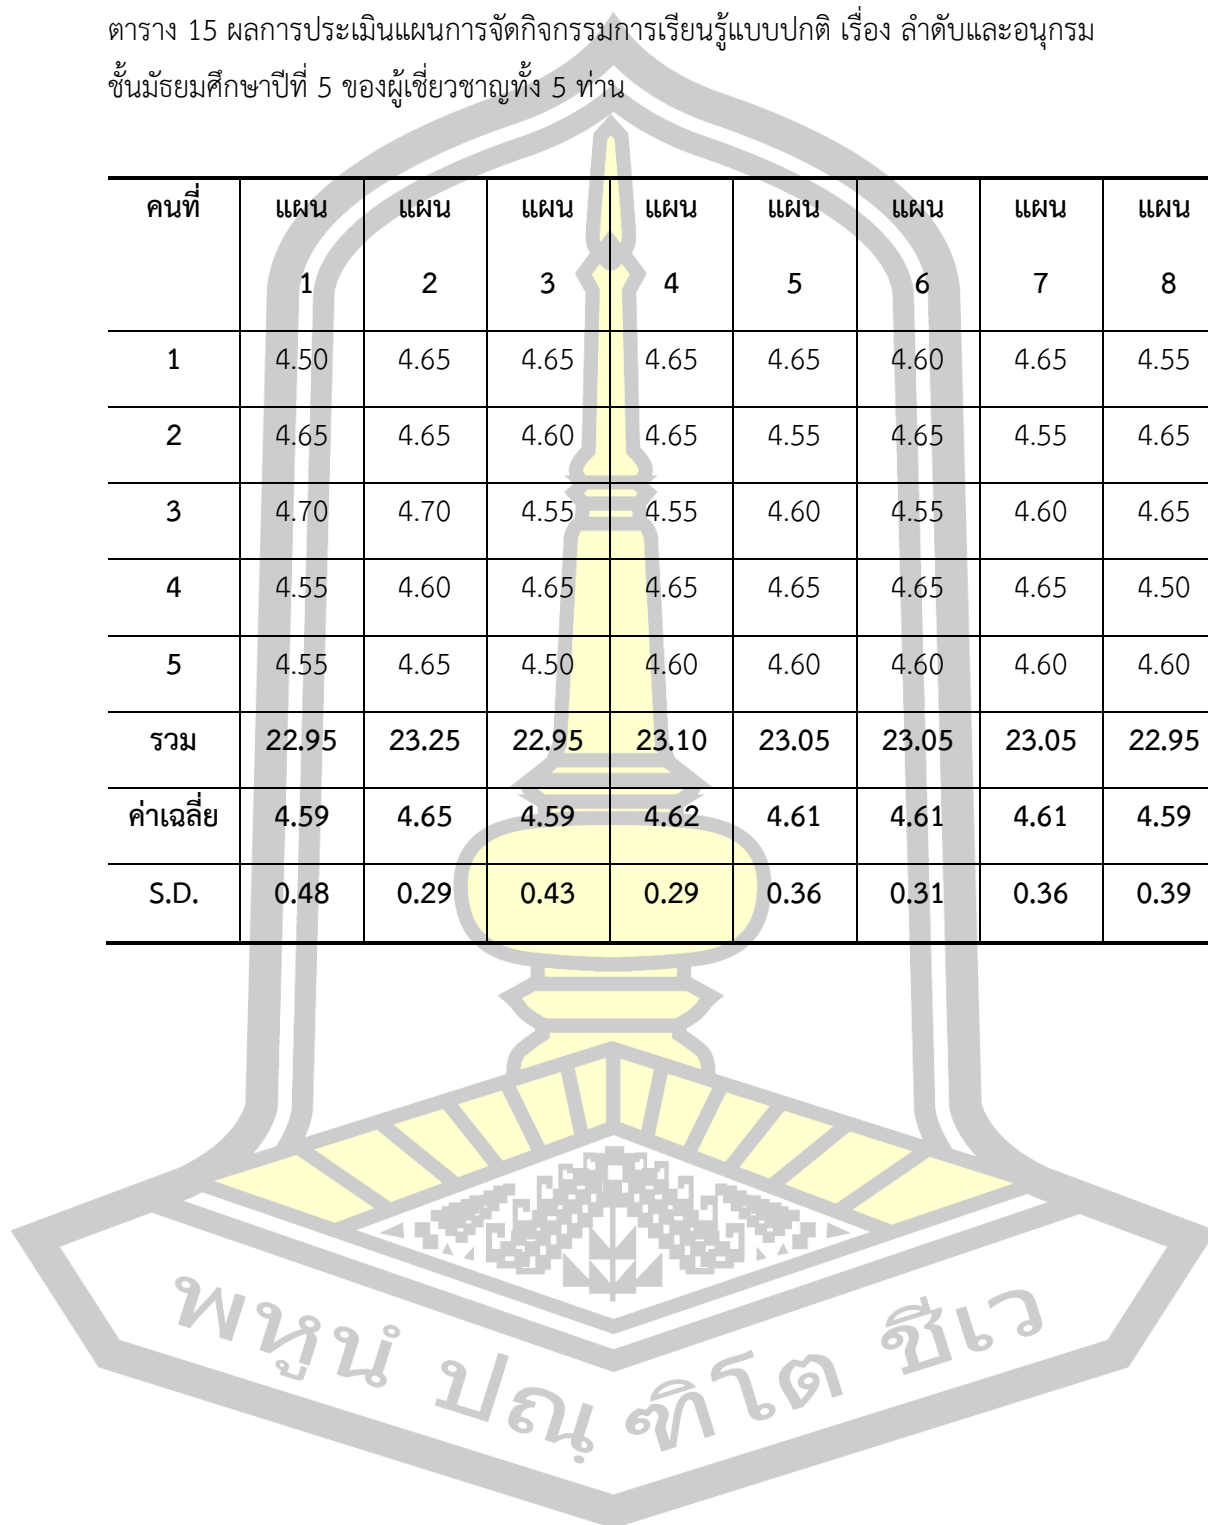 ตาราง 15 ผลการประเมินแผนการจัดกิจกรรมการเรียนรู้แบบปกติ เรื่อง ลำดับและอนุกรม
ชั้นมัธยมศึกษาปีที่ 5 ของผู้เชี่ยวชาญทั้ง 5 ท่าน
คนที่ แผน แผน แผน แผน แผน แผน แผน แผน
1 2 3 4 5 6 7 8
1 4.50 4.65 4.65 4.65 4.65 4.60 4.65 4.55
2 4.65 4.65 4.60 4.65 4.55 4.65 4.55 4.65
3 4.70 4.70 4.55 4.55 4.60 4.55 4.60 4.65
4 4.55 4.60 4.65 4.65 4.65 4.65 4.65 4.50
5 4.55 4.65 4.50 4.60 4.60 4.60 4.60 4.60
รวม 22.95 23.25 22.95 23.10 23.05 23.05 23.05 22.95
ค่าเฉลี่ย 4.59 4.65 4.59 4.62 4.61 4.61 4.61 4.59
S.D. 0.48 0.29 0.43 0.29 0.36 0.31 0.36 0.39
พหูนํ ปณฺ ฑิโต ชีเว